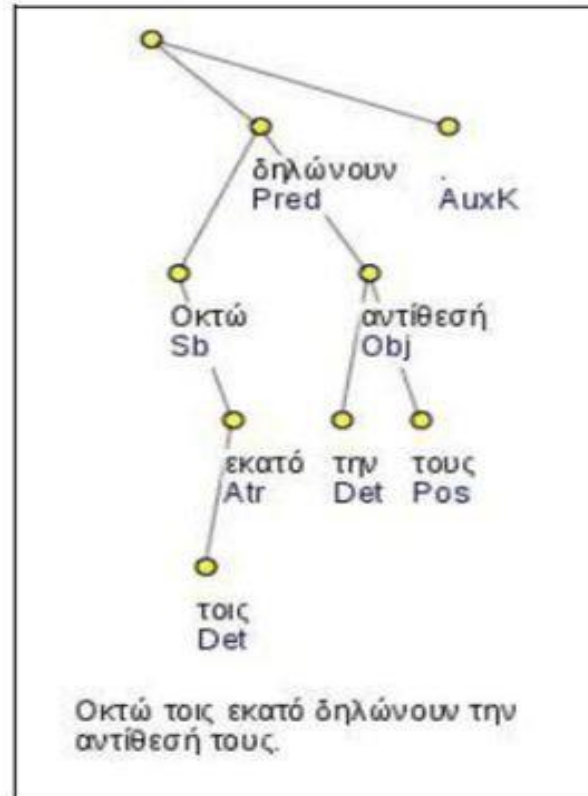 δηλώνουν
Pred
.
AuxK
Οκτώ
Sb
αντίθεσή
Obj
εκατό
Atr
την
Det
τους
Pos
τοις
Det
Οκτώ τοις εκατό δηλώνουν την
αντίθεσή τους.